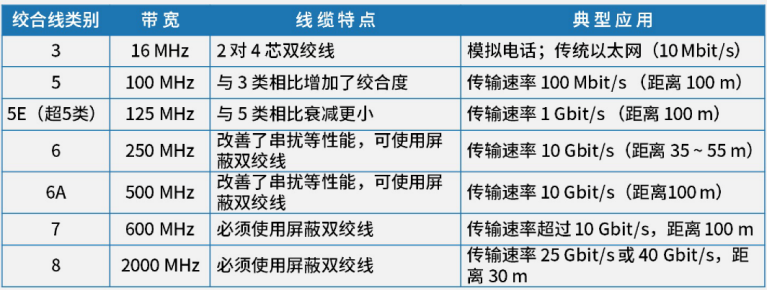 绞合线类别 带宽 线缆特点 典型应用
3 16 MHz 2 对 4 芯双绞线 模拟电话；传统以太网（10 Mbit/s）
5 100 MHz 与 3 类相比增加了绞合度 传输速率 100 Mbit/s（距离 100 m）
5E（超5类） 125 MHz 与 5 类相比衰减更小 传输速率 1 Gbit/s（距离 100 m）
6 250 MHz 改善了串扰等性能，可使用屏
蔽双绞线 传输速率 10 Gbit/s（距离 35 ~ 55 m）
6A 500 MHz 改善了串扰等性能，可使用屏
蔽双绞线 传输速率 10 Gbit/s（距离100 m）
7 600 MHz 必须使用屏蔽双绞线 传输速率超过 10 Gbit/s，距离 100 m
8 2000 MHz 必须使用屏蔽双绞线 传输速率 25 Gbit/s 或 40 Gbit/s，距
离 30 m